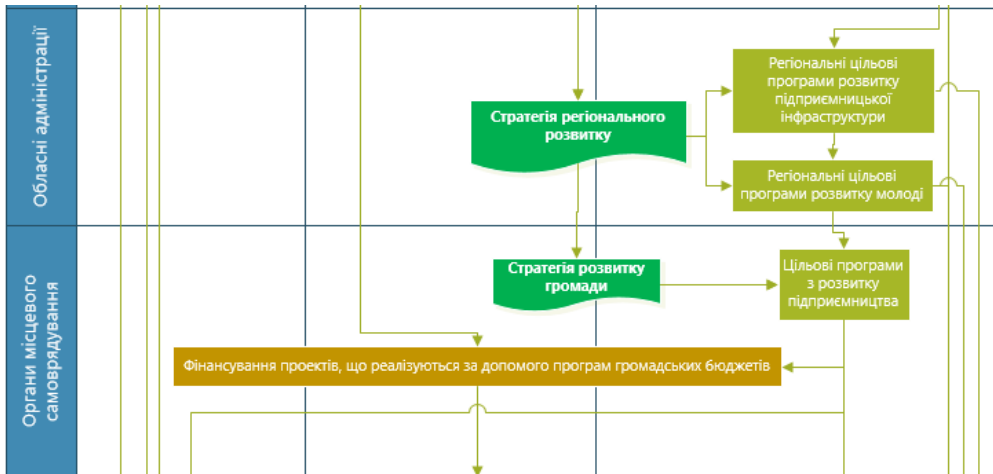 Обласні адміністрації
Стратегія регіонального
розвитку
Регіональні цільові
програми розвитку
підприємницької
інфраструктури
Регіональні цільові
програми розвитку молоді
Органи місцевого
самоврядування
Стратегія розвитку
громади
Цільові програми
з розвитку
підприємництва
Фінансування проектів, що реалізуються за допомого програм громадських бюджетів